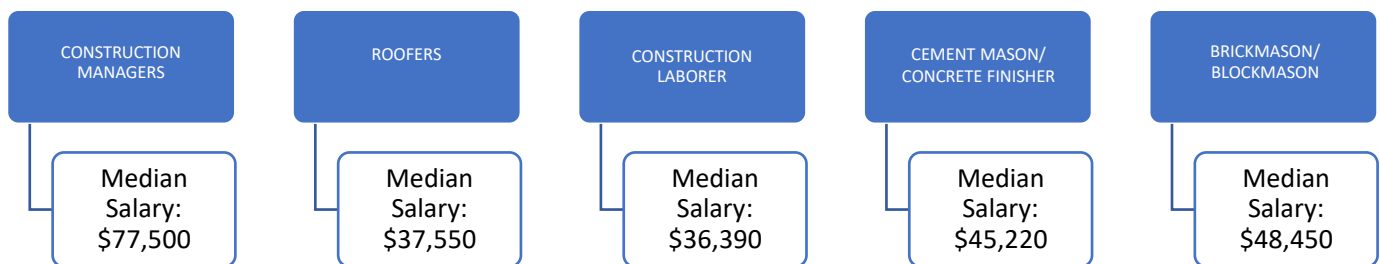 CONSTRUCTION
MANAGERS
Median
Salary:
$77,500
ROOFERS
Median
Salary:
$37,550
CONSTRUCTION
LABORER
Median
Salary:
$36,390
CEMENT MASON/
CONCRETE FINISHER
Median
Salary:
$45,220
BRICKMASON/
BLOCKMASON
Median
Salary:
$48,450